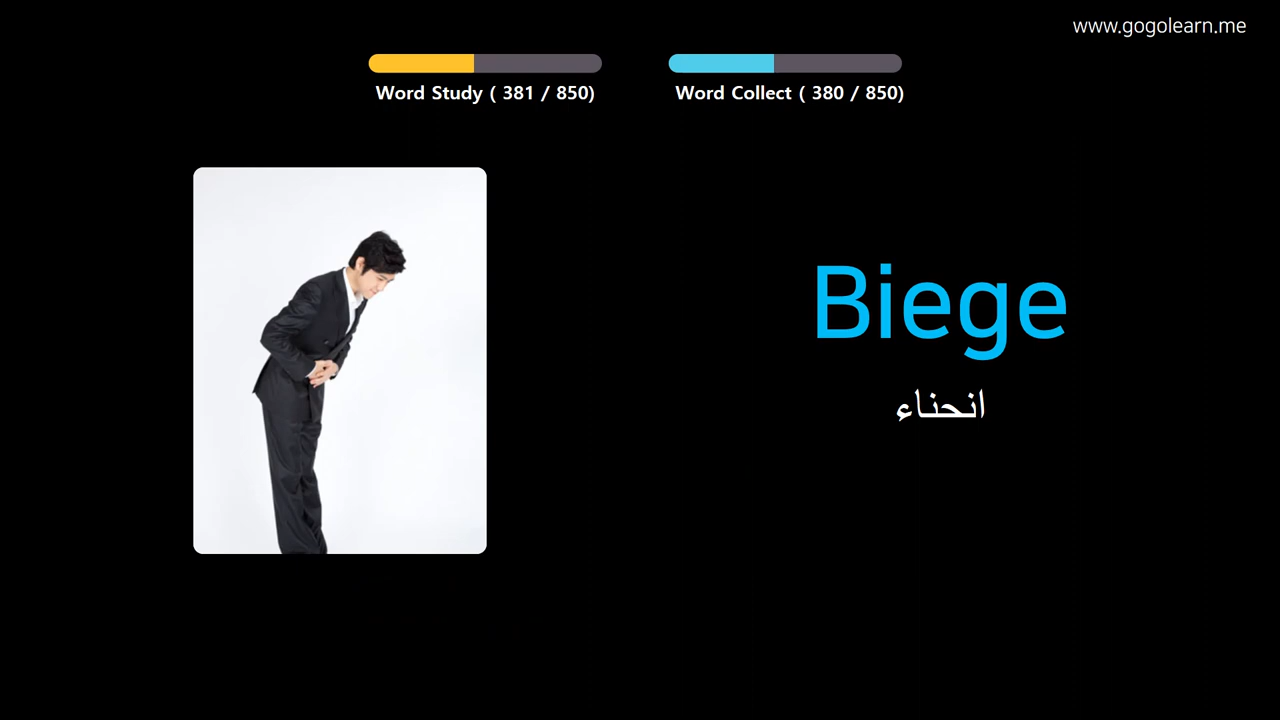 www.gogolearn.me
Word Study ( 381 / 850)
Word Collect ( 380 / 850)
Biege
انحناء